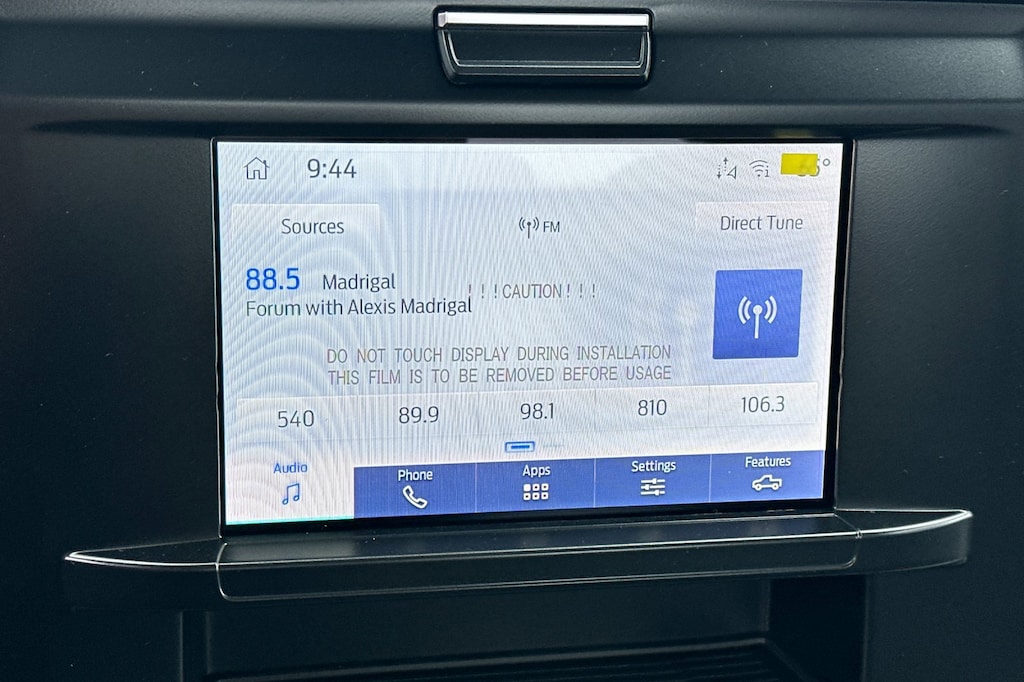 9:44
Sources
FM
Direct Tune
88.5 Madrigal
Forum with Alexis Madrigal
! ! ! CAUTION ! ! !
DO NOT TOUCH DISPLAY DURING INSTALLATION
THIS FILM IS TO BE REMOVED BEFORE USAGE
540 89.9 98.1 810 106.3
Audio Phone Apps Settings Features